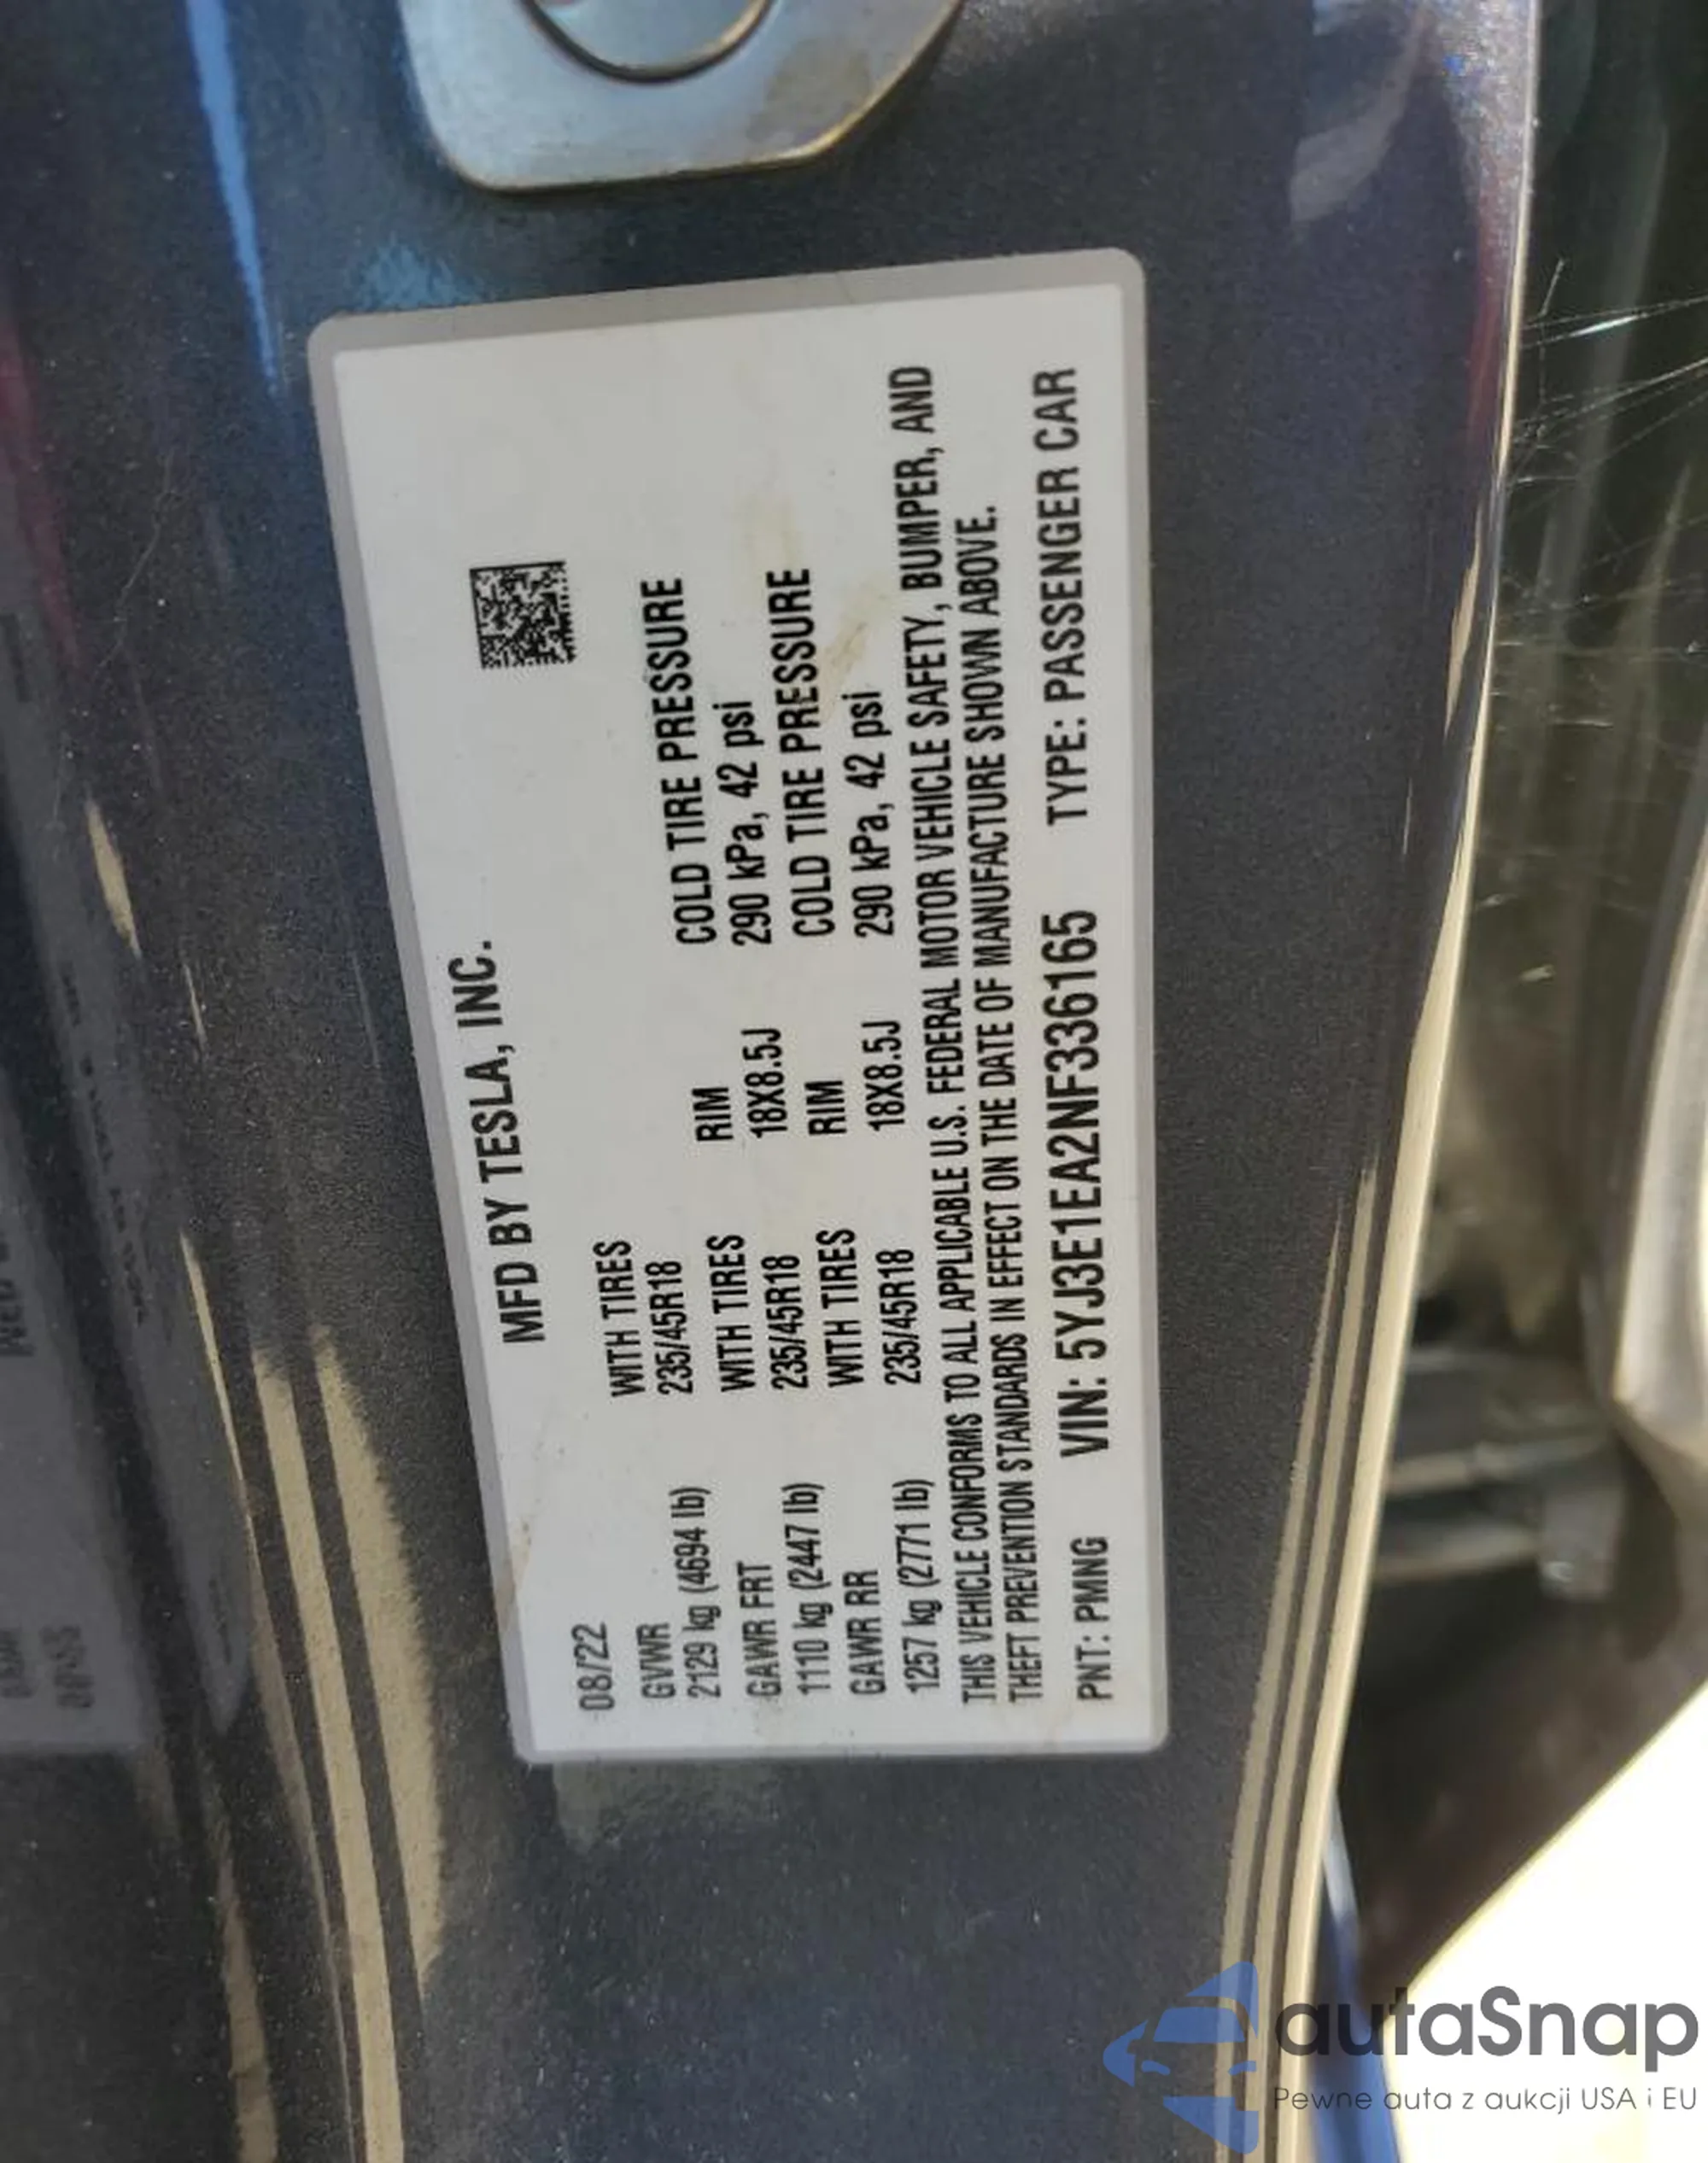 MFD BY TESLA, INC.
08/22
GVWR WITH TIRES RIM COLD TIRE PRESSURE
2129 kg (4694 lb) 235/45R18 18X8.5J 290 kPa, 42 psi
GAWR FRT WITH TIRES RIM COLD TIRE PRESSURE
1110 kg (2447 lb) 235/45R18 18X8.5J 290 kPa, 42 psi
GAWR RR WITH TIRES
1257 kg (2771 lb) 235/45R18
THIS VEHICLE CONFORMS TO ALL APPLICABLE U.S. FEDERAL MOTOR VEHICLE SAFETY, BUMPER, AND
THEFT PREVENTION STANDARDS IN EFFECT ON THE DATE OF MANUFACTURE SHOWN ABOVE.
PNT: PMNG VIN: 5YJ3E1EA2NF336165 TYPE: PASSENGER CAR
autaSnap
Pewne auta z aukcji USA i EU